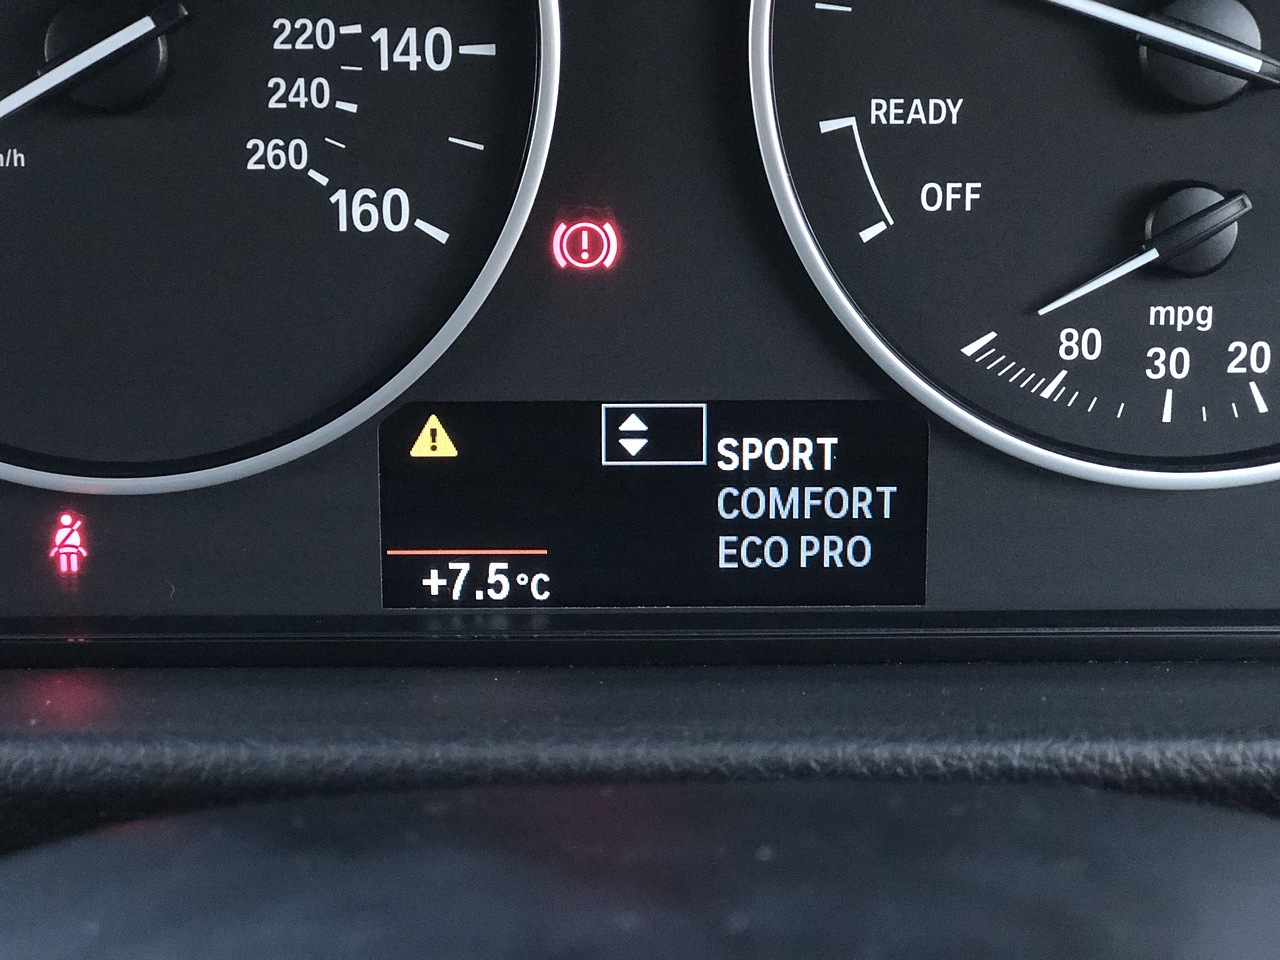 220
140
240
260
160
READY
OFF
mpg
80
30
20
SPORT
COMFORT
ECO PRO
+7.5°C